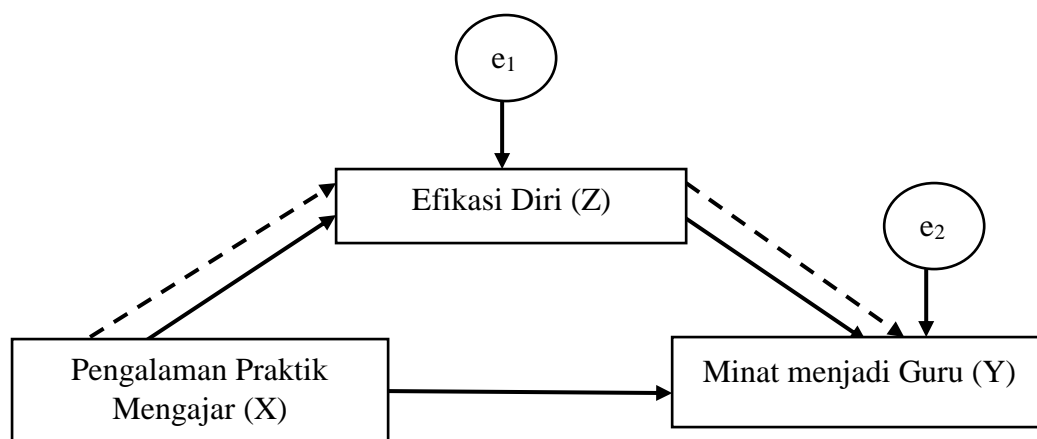 e₁
Efikasi Diri (Z)
e₂
Pengalaman Praktik
Mengajar (X)
Minat menjadi Guru (Y)